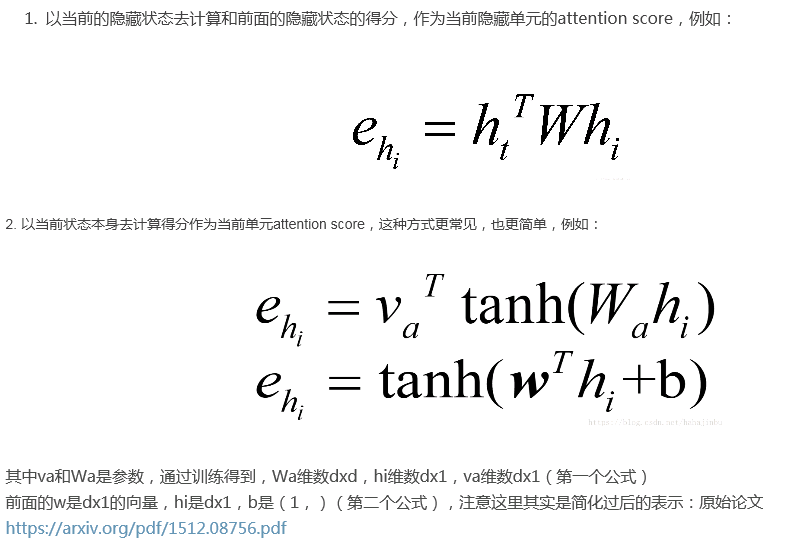 1. 以当前的隐藏状态去计算和前面的隐藏状态的得分，作为当前隐藏单元的attention score，例如：
e_{h_i} = h_t^T W h_i
2. 以当前状态本身去计算得分作为当前单元attention score，这种方式更常见，也更简单，例如：
e_{h_i} = v_a^T tanh(W_a h_i)
e_{h_i} = tanh(w^T h_i+b)
https://blog.csdn.net/hahajinbu
其中va和Wa是参数，通过训练得到，Wa维数dxd，hi维数dx1，va维数dx1（第一个公式）
前面的w是dx1的向量，hi是dx1，b是（1，）（第二个公式），注意这里其实是简化过后的表示：原始论文
https://arxiv.org/pdf/1512.08756.pdf